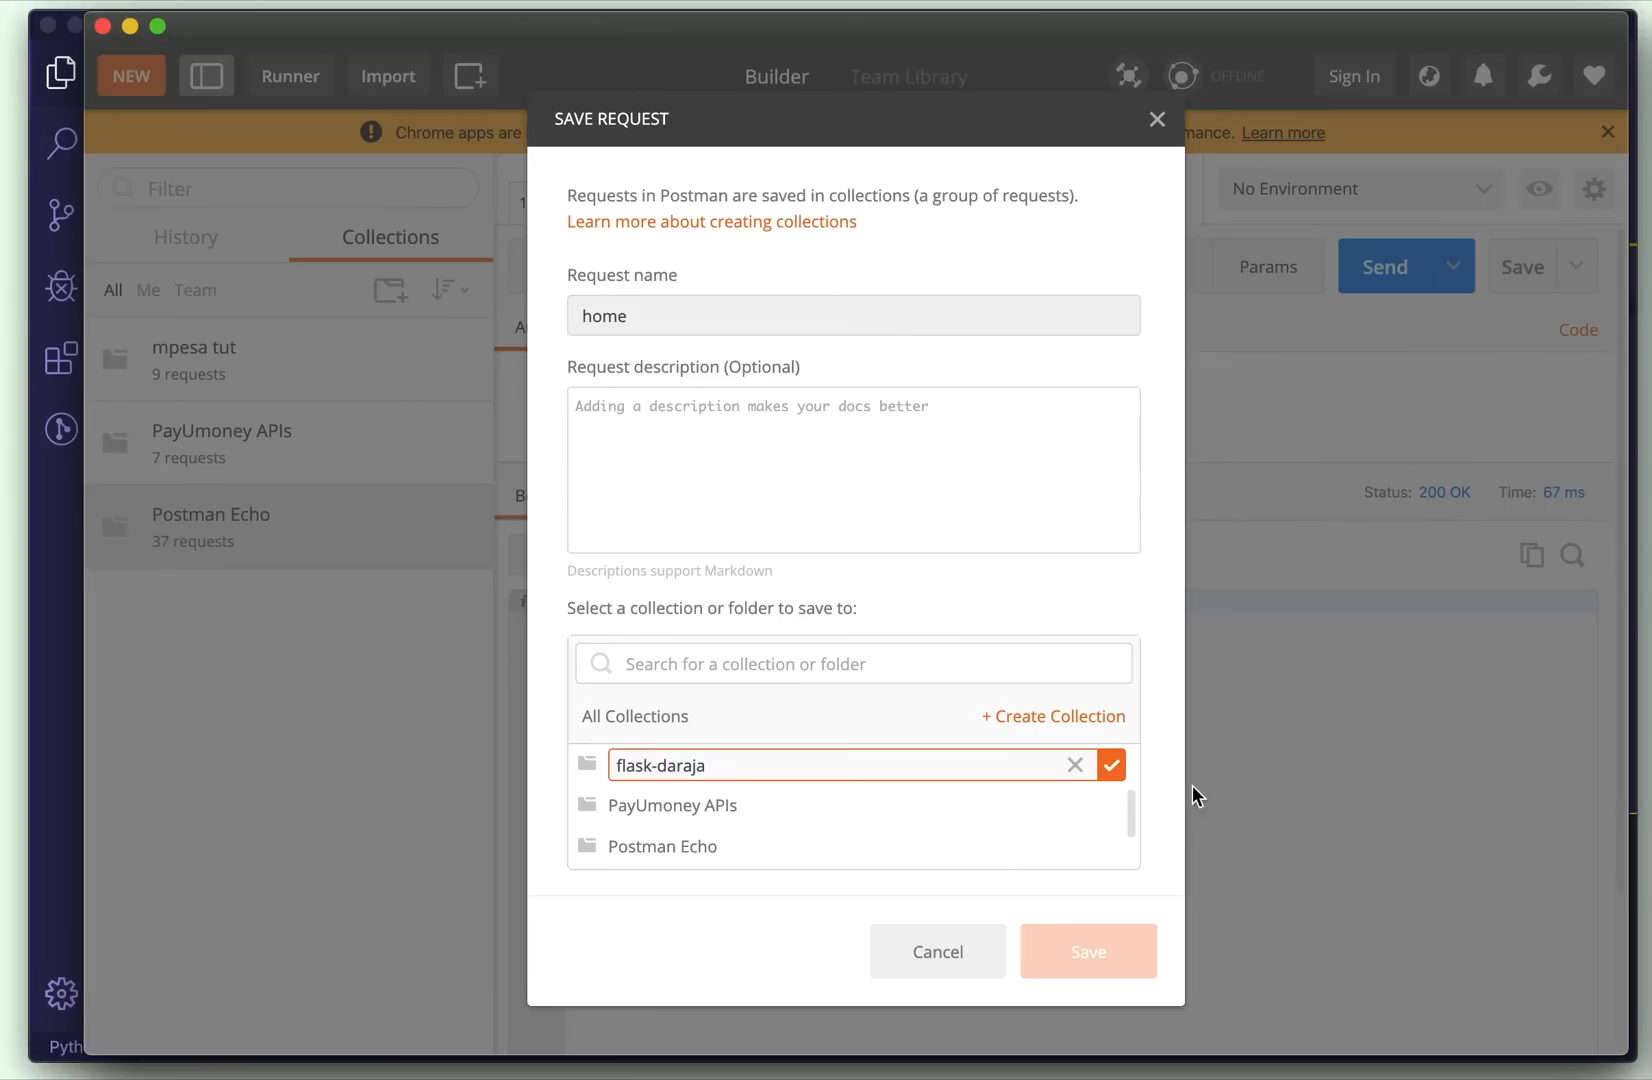 NEW
Runner
Import
Builder
Team Library
OFFLINE
Sign In
SAVE REQUEST
Chrome apps are
mance. Learn more
Filter
History
Collections
All Me Team
mpesa tut
9 requests
PayUmoney APIs
7 requests
Postman Echo
37 requests
Requests in Postman are saved in collections (a group of requests).
Learn more about creating collections
Request name
home
Request description (Optional)
Adding a description makes your docs better
Descriptions support Markdown
Select a collection or folder to save to:
Search for a collection or folder
All Collections
+ Create Collection
flask-daraja
PayUmoney APIs
Postman Echo
Cancel
Save
No Environment
Params
Send
Save
Code
Status: 200 OK Time: 67 ms
Pyth